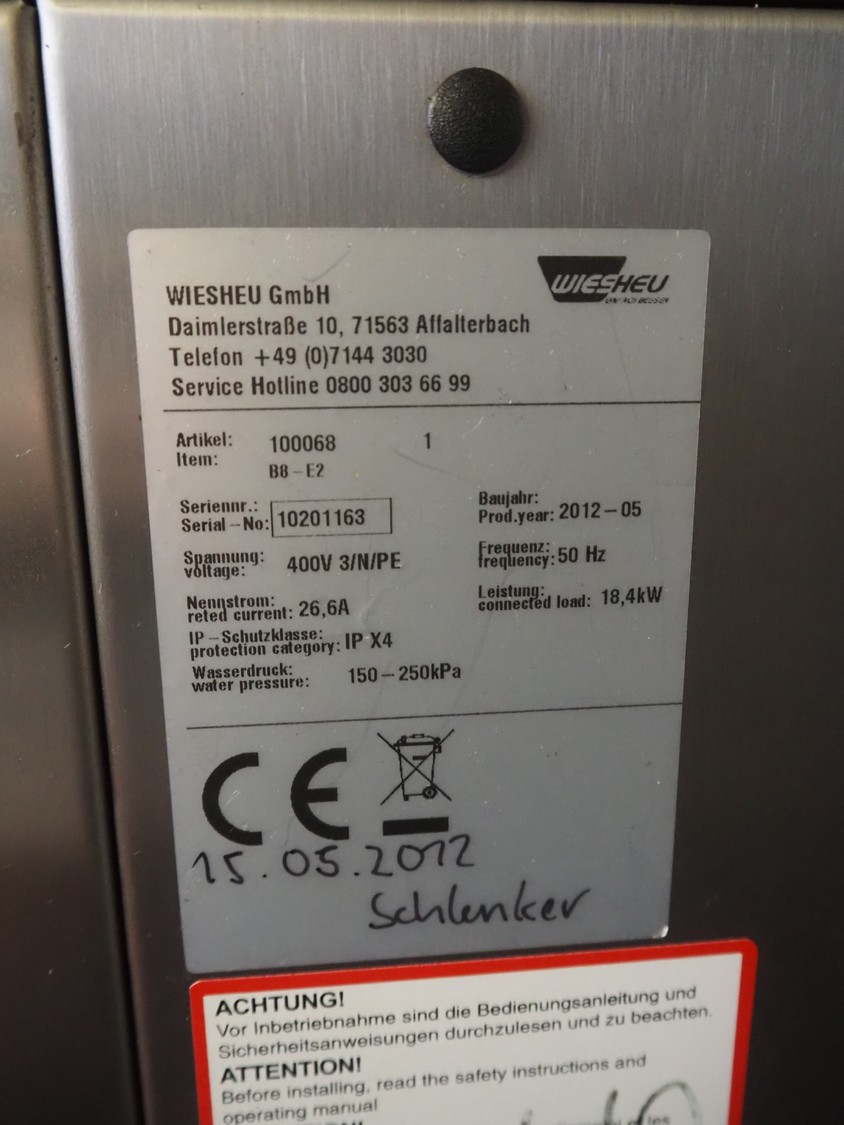 WIESHEU GmbH
WIESHEU
EINFACH BESSER
Daimlerstraße 10, 71563 Affalterbach
Telefon +49 (0)7144 3030
Service Hotline 0800 303 66 99
Artikel: 100068 1
Item: B8-E2
Seriennr.:
Serial-No: 10201163
Baujahr:
Prod.year: 2012-05
Spannung:
voltage: 400V 3/N/PE
Frequenz:
frequency: 50 Hz
Nennstrom:
reted current: 26,6A
Leistung:
connected load: 18,4kW
IP-Schutzklasse:
protection category: IP X4
Wasserdruck:
water pressure: 150-250kPa
CE
15.05.2012
Schlenker
ACHTUNG!
Vor Inbetriebnahme sind die Bedienungsanleitung und
Sicherheitsanweisungen durchzulesen und zu beachten.
ATTENTION!
Before installing, read the safety instructions and
operating manual